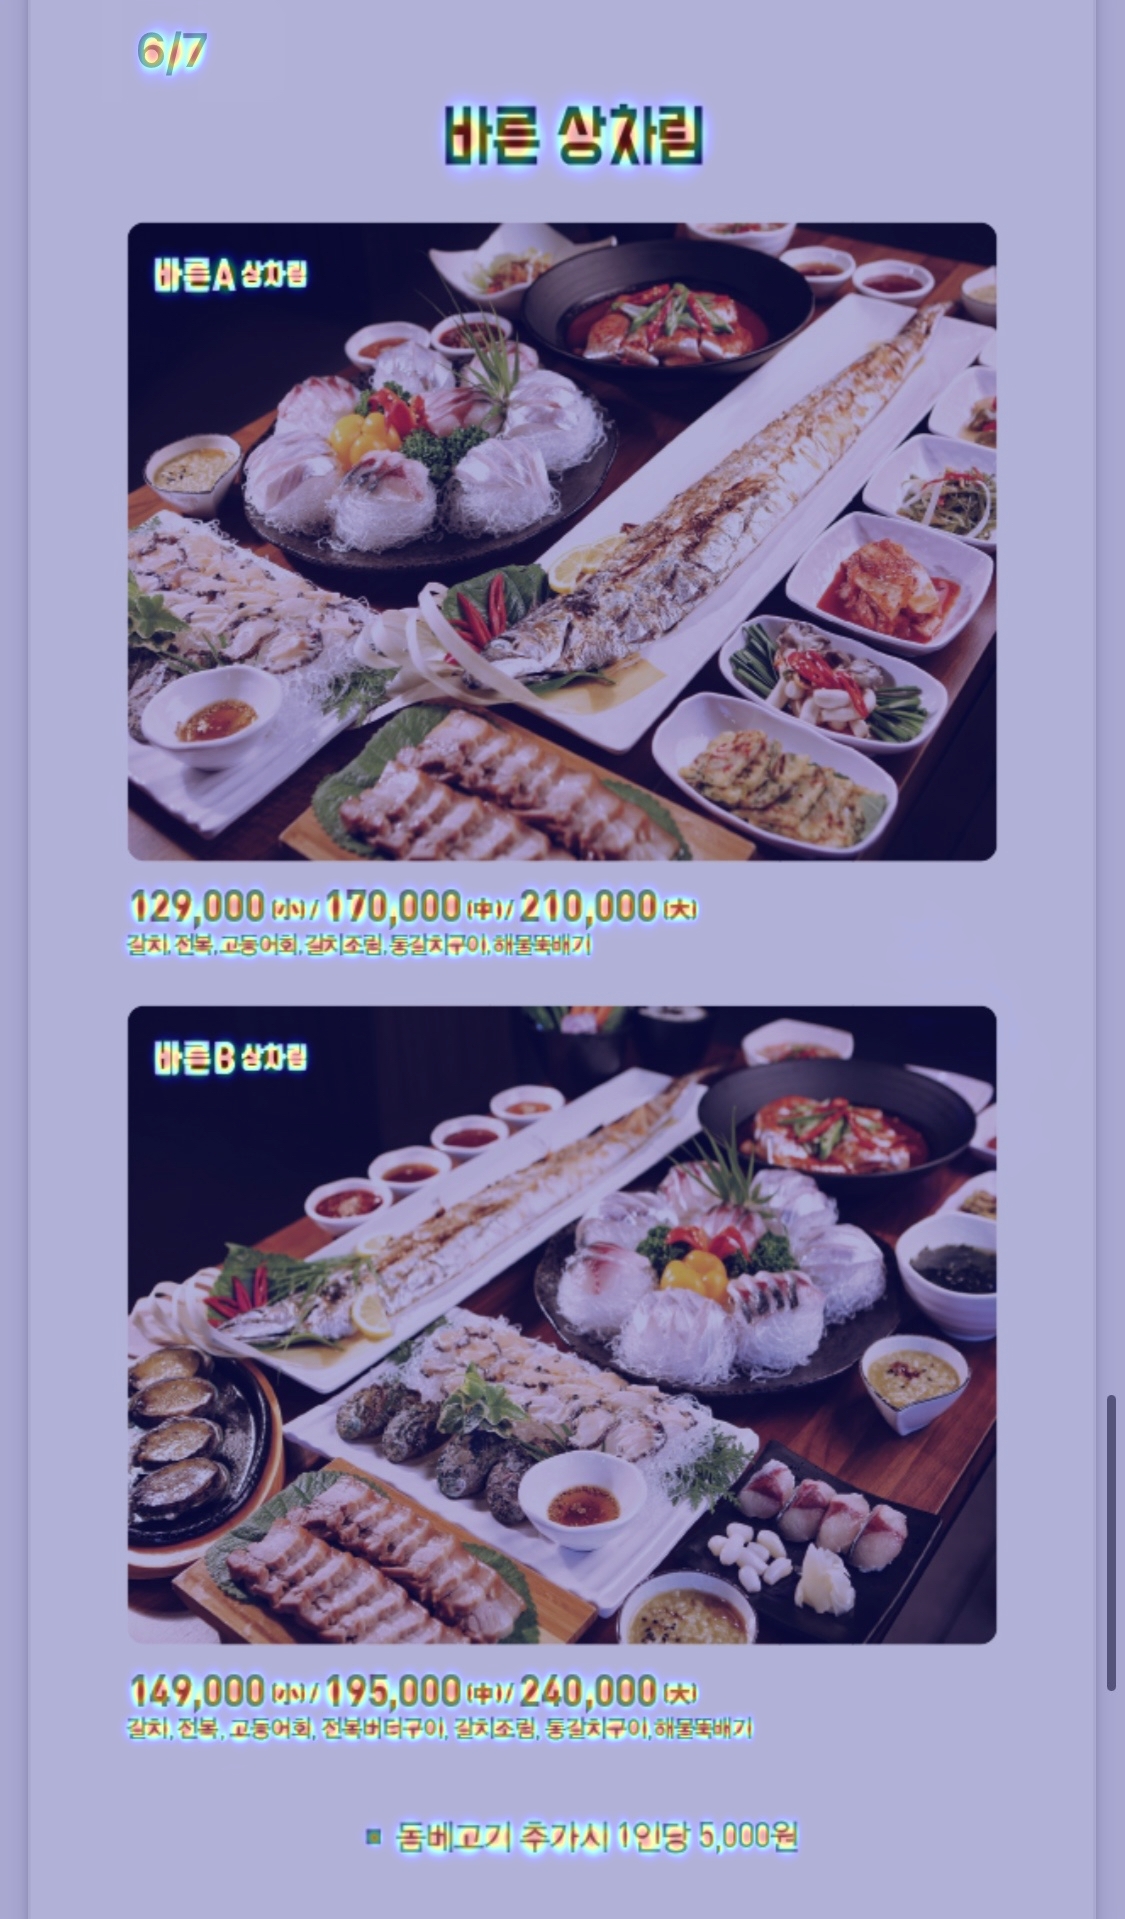 6/7
바른 상차림
바른A 상차림
129,000 (小) / 170,000 (中) / 210,000 (大)
갈치, 전복, 고등어회, 갈치조림, 통갈치구이, 해물뚝배기
바른B 상차림
149,000 (小) / 195,000 (中) / 240,000 (大)
갈치, 전복, 고등어회, 전복버터구이, 갈치조림, 통갈치구이, 해물뚝배기
▪ 돔베고기 추가시 1인당 5,000원